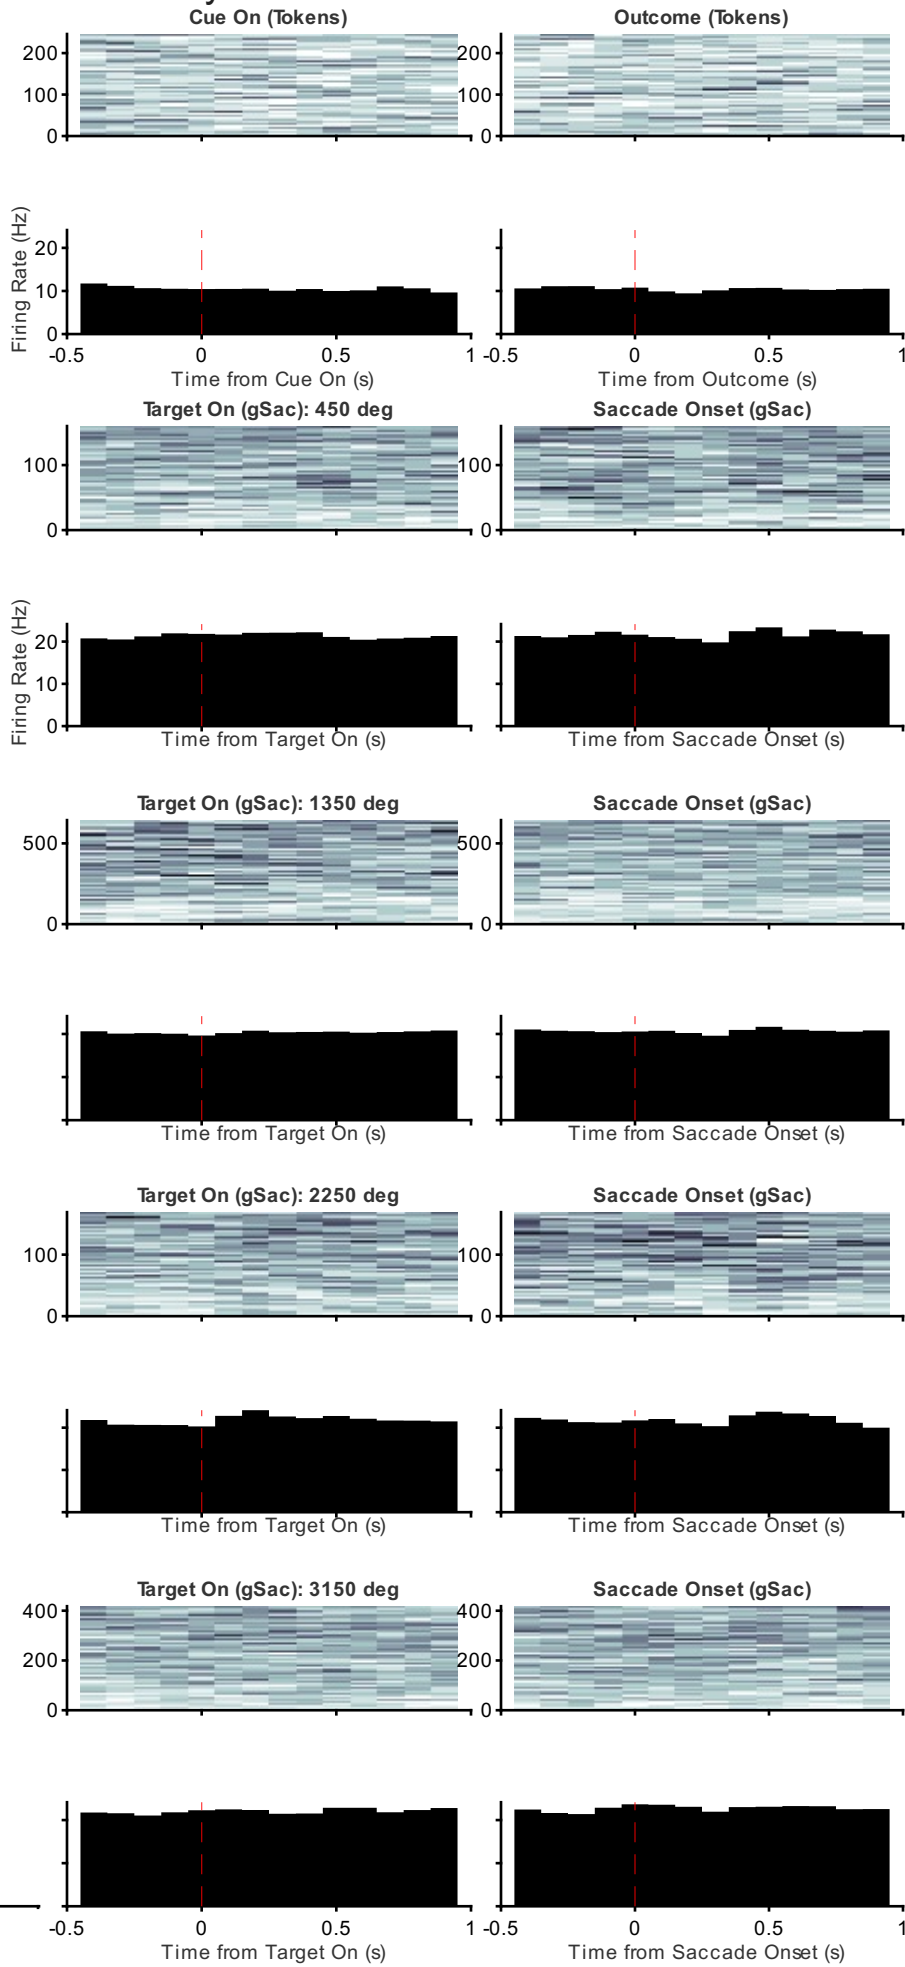 Cue On (Tokens)
Outcome (Tokens)
200
100
0
200
100
0
Firing Rate (Hz)
20
10
0
-0.5
0
0.5
1
-0.5
0
0.5
1
Time from Cue On (s)
Time from Outcome (s)
Target On (gSac): 450 deg
Saccade Onset (gSac)
100
0
100
0
Firing Rate (Hz)
20
10
0
Time from Target On (s)
Time from Saccade Onset (s)
Target On (gSac): 1350 deg
Saccade Onset (gSac)
500
0
500
0
Time from Target On (s)
Time from Saccade Onset (s)
Target On (gSac): 2250 deg
Saccade Onset (gSac)
100
0
100
0
Time from Target On (s)
Time from Saccade Onset (s)
Target On (gSac): 3150 deg
Saccade Onset (gSac)
400
200
0
400
200
0
-0.5
0
0.5
1
-0.5
0
0.5
1
Time from Target On (s)
Time from Saccade Onset (s)